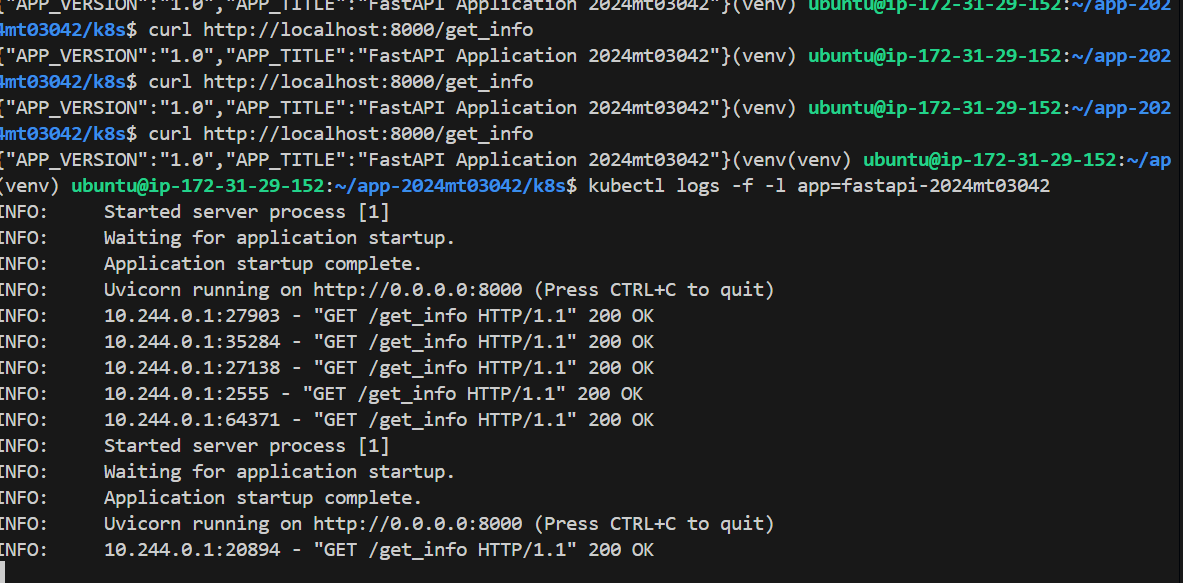 {"APP_VERSION":"1.0","APP_TITLE":"FastAPI Application 2024mt03042"}(venv) ubuntu@ip-172-31-29-152:~/app-202
4mt03042/k8s$ curl http://localhost:8000/get_info
{"APP_VERSION":"1.0","APP_TITLE":"FastAPI Application 2024mt03042"}(venv) ubuntu@ip-172-31-29-152:~/app-202
4mt03042/k8s$ curl http://localhost:8000/get_info
{"APP_VERSION":"1.0","APP_TITLE":"FastAPI Application 2024mt03042"}(venv) ubuntu@ip-172-31-29-152:~/app-202
4mt03042/k8s$ curl http://localhost:8000/get_info
{"APP_VERSION":"1.0","APP_TITLE":"FastAPI Application 2024mt03042"}(venv(venv) ubuntu@ip-172-31-29-152:~/ap
(venv) ubuntu@ip-172-31-29-152:~/app-2024mt03042/k8s$ kubectl logs -f -l app=fastapi-2024mt03042
INFO:     Started server process [1]
INFO:     Waiting for application startup.
INFO:     Application startup complete.
INFO:     Uvicorn running on http://0.0.0.0:8000 (Press CTRL+C to quit)
INFO:     10.244.0.1:27903 - "GET /get_info HTTP/1.1" 200 OK
INFO:     10.244.0.1:35284 - "GET /get_info HTTP/1.1" 200 OK
INFO:     10.244.0.1:27138 - "GET /get_info HTTP/1.1" 200 OK
INFO:     10.244.0.1:2555 - "GET /get_info HTTP/1.1" 200 OK
INFO:     10.244.0.1:64371 - "GET /get_info HTTP/1.1" 200 OK
INFO:     Started server process [1]
INFO:     Waiting for application startup.
INFO:     Application startup complete.
INFO:     Uvicorn running on http://0.0.0.0:8000 (Press CTRL+C to quit)
INFO:     10.244.0.1:20894 - "GET /get_info HTTP/1.1" 200 OK